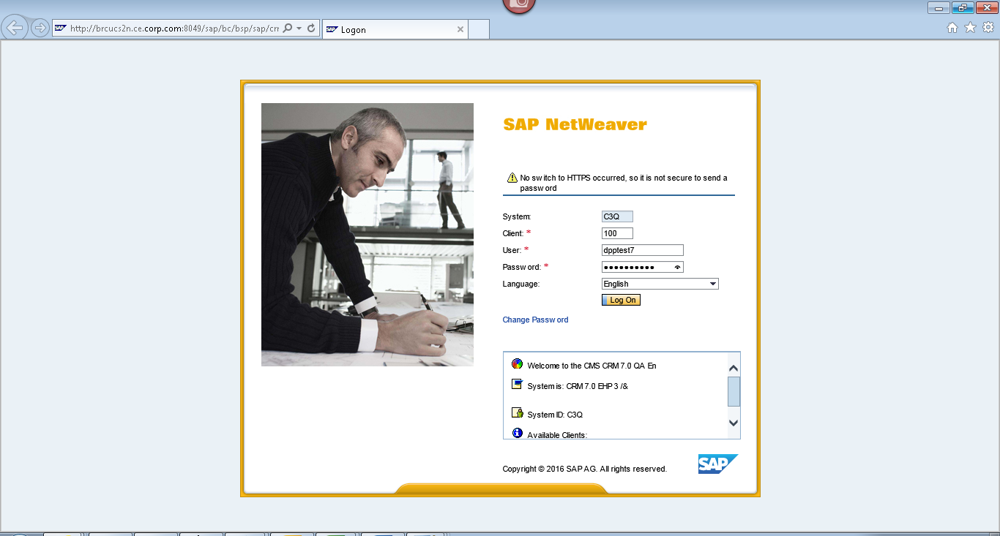 http://brcucs2n.ce.corp.com:8049/sap/bc/bsp/sap/crr
SAP Logon
SAP NetWeaver
No switch to HTTPS occurred, so it is not secure to send a
password
System: C3Q
Client: * 100
User: * dpptest7
Password: * ●●●●●●●●●●
Language: English
Log On
Change Password
Welcome to the CMS CRM 7.0 QA En
System is: CRM 7.0 EHP 3 /&
System ID: C3Q
Available Clients:
Copyright © 2016 SAP AG. All rights reserved.
SAP